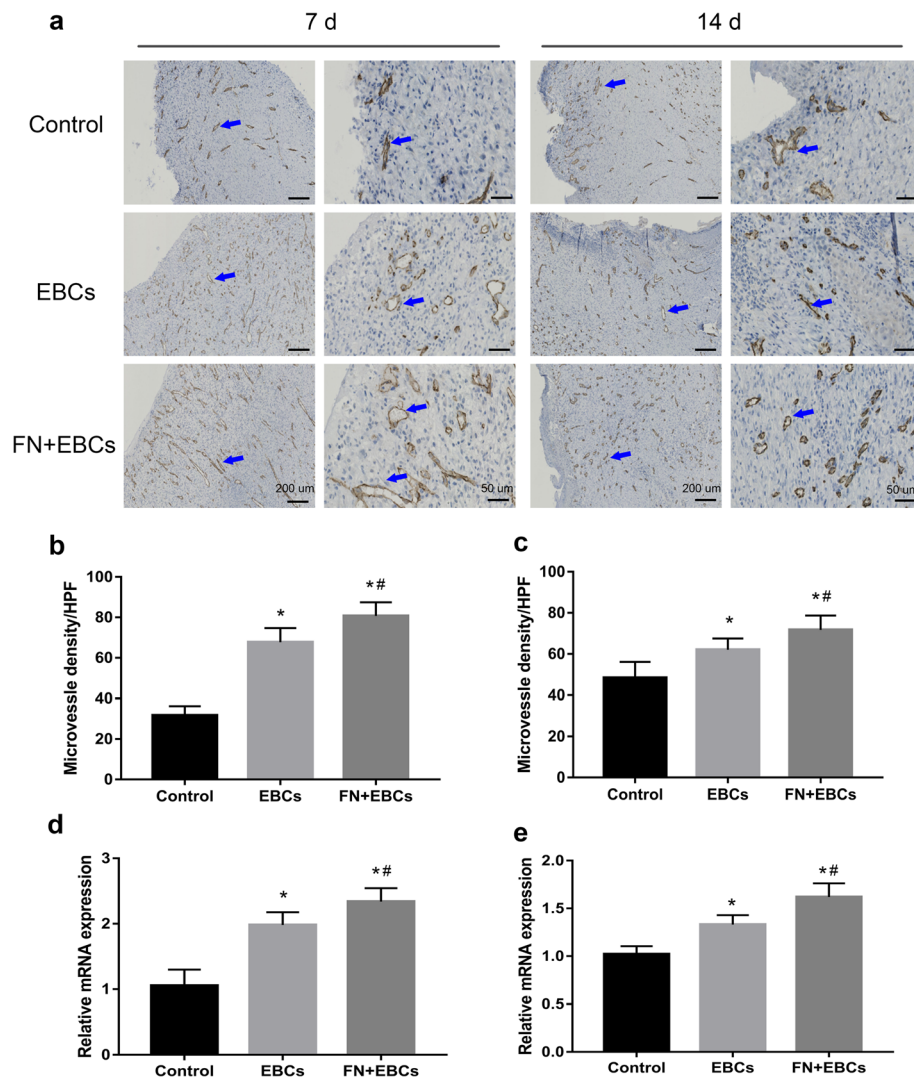 a
7 d
14 d
Control
EBCs
FN+EBCs
200 um
50 um
200 um
50 um
b
Microvessle density/HPF
100
80
60
40
20
0
*
*#
Control
EBCs
FN+EBCs
c
Microvessle density/HPF
100
80
60
40
20
0
*
*#
Control
EBCs
FN+EBCs
d
Relative mRNA expression
3
2
1
0
*
*#
Control
EBCs
FN+EBCs
e
Relative mRNA expression
2.0
1.5
1.0
0.5
0.0
*
*#
Control
EBCs
FN+EBCs